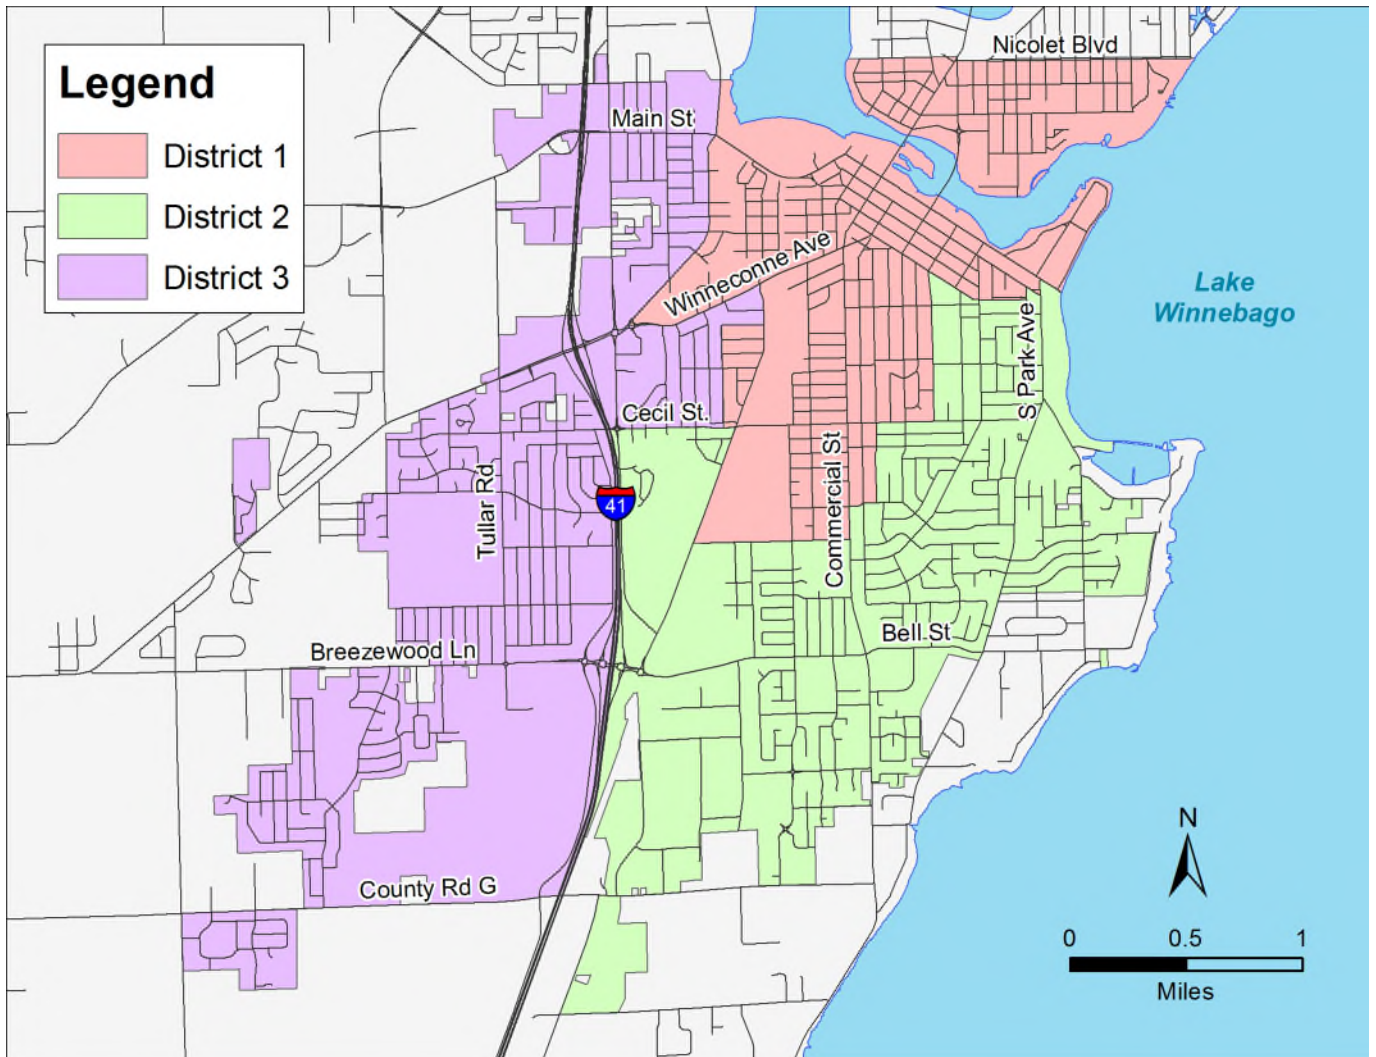 Nicolet Blvd
Legend
Main St
District 1
District 2
District 3
Winneconne Ave
Lake
Winnebago
S Park Ave
Cecil St.
Commercial St
Tullar Rd
41
Bell St
Breezewood Ln
N
County Rd G
0 0.5 1
Miles